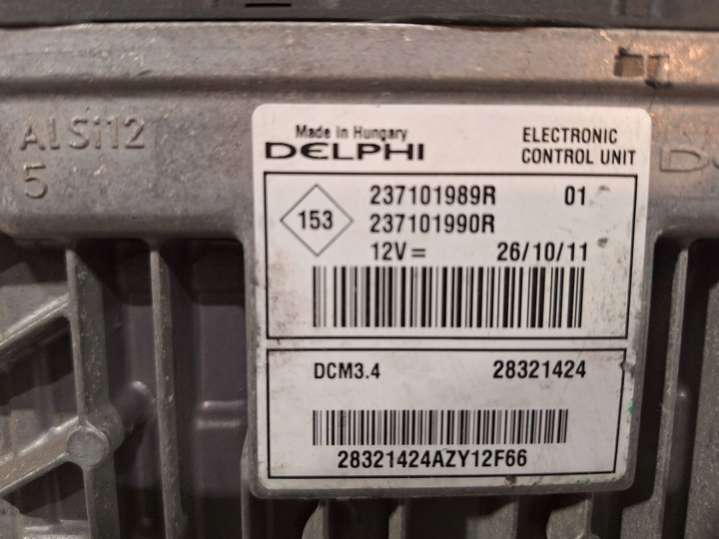 AlSi12
5
Made in Hungary
DELPHI
ELECTRONIC
CONTROL UNIT
153
237101989R 01
237101990R
12V= 26/10/11
DCM3.4 28321424
28321424AZY12F66